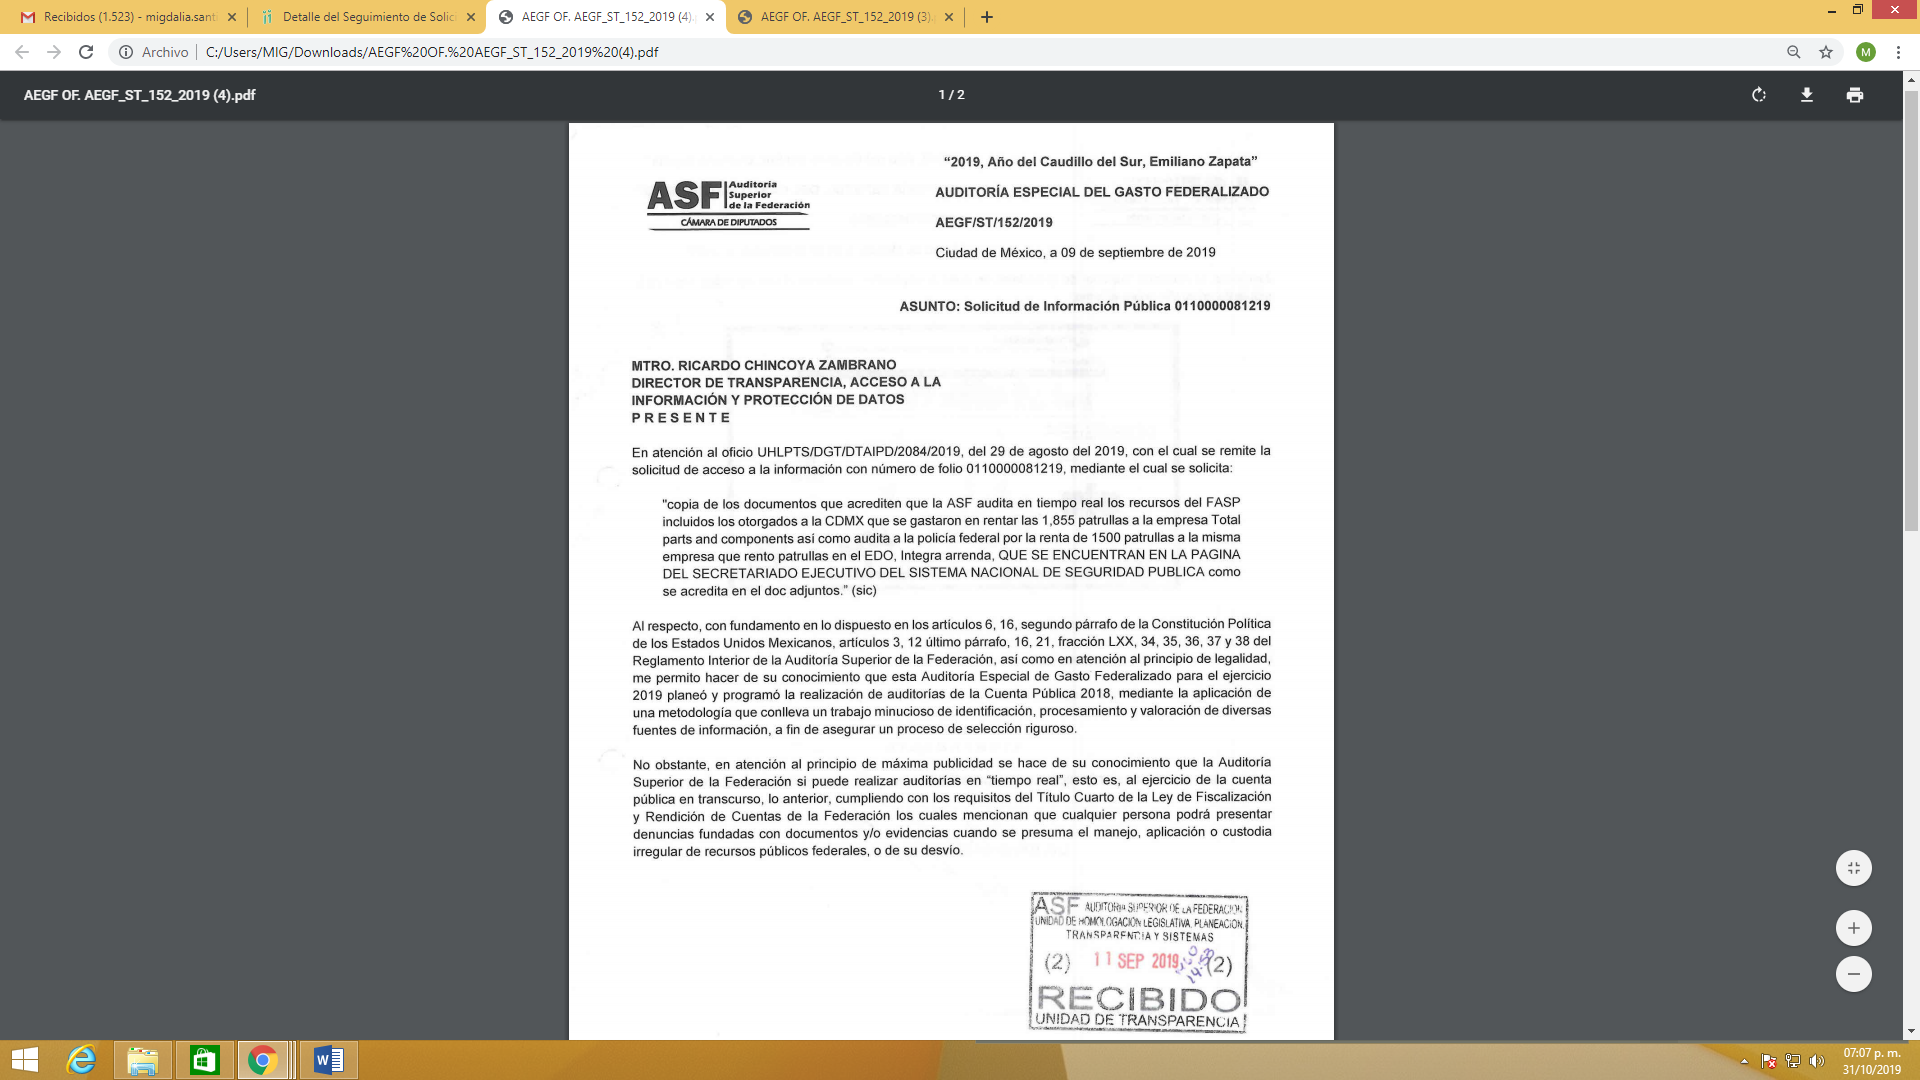 Recibidos (1.523) - migdalia.santi
Detalle del Seguimiento de Solici
AEGF OF. AEGF_ST_152_2019 (4).
AEGF OF. AEGF_ST_152_2019 (3).
Archivo
C:/Users/MIG/Downloads/AEGF%20OF.%20AEGF_ST_152_2019%20(4).pdf
M
AEGF OF. AEGF_ST_152_2019 (4).pdf
1 / 2
“2019, Año del Caudillo del Sur, Emiliano Zapata”
ASF
Auditoría
Superior
de la Federación
CÁMARA DE DIPUTADOS
AUDITORÍA ESPECIAL DEL GASTO FEDERALIZADO
AEGF/ST/152/2019
Ciudad de México, a 09 de septiembre de 2019
ASUNTO: Solicitud de Información Pública 0110000081219
MTRO. RICARDO CHINCOYA ZAMBRANO
DIRECTOR DE TRANSPARENCIA, ACCESO A LA
INFORMACIÓN Y PROTECCIÓN DE DATOS
P R E S E N T E
En atención al oficio UHLPTS/DGT/DTAIPD/2084/2019, del 29 de agosto del 2019, con el cual se remite la
solicitud de acceso a la información con número de folio 0110000081219, mediante el cual se solicita:
"copia de los documentos que acrediten que la ASF audita en tiempo real los recursos del FASP
incluidos los otorgados a la CDMX que se gastaron en rentar las 1,855 patrullas a la empresa Total
parts and components así como audita a la policía federal por la renta de 1500 patrullas a la misma
empresa que rento patrullas en el EDO, Integra arrenda, QUE SE ENCUENTRAN EN LA PAGINA
DEL SECRETARIADO EJECUTIVO DEL SISTEMA NACIONAL DE SEGURIDAD PUBLICA como
se acredita en el doc adjuntos.” (sic)
Al respecto, con fundamento en lo dispuesto en los artículos 6, 16, segundo párrafo de la Constitución Política
de los Estados Unidos Mexicanos, artículos 3, 12 último párrafo, 16, 21, fracción LXX, 34, 35, 36, 37 y 38 del
Reglamento Interior de la Auditoría Superior de la Federación, así como en atención al principio de legalidad,
me permito hacer de su conocimiento que esta Auditoría Especial de Gasto Federalizado para el ejercicio
2019 planeó y programó la realización de auditorías de la Cuenta Pública 2018, mediante la aplicación de
una metodología que conlleva un trabajo minucioso de identificación, procesamiento y valoración de diversas
fuentes de información, a fin de asegurar un proceso de selección riguroso.
No obstante, en atención al principio de máxima publicidad se hace de su conocimiento que la Auditoría
Superior de la Federación si puede realizar auditorías en “tiempo real”, esto es, al ejercicio de la cuenta
pública en transcurso, lo anterior, cumpliendo con los requisitos del Título Cuarto de la Ley de Fiscalización
y Rendición de Cuentas de la Federación los cuales mencionan que cualquier persona podrá presentar
denuncias fundadas con documentos y/o evidencias cuando se presuma el manejo, aplicación o custodia
irregular de recursos públicos federales, o de su desvío.
ASF AUDITORIA SUPERIOR DE LA FEDERACION
UNIDAD DE HOMOLOGACION LEGISLATIVA, PLANEACION,
TRANSPARENCIA Y SISTEMAS
(2) 11 SEP 2019 (2)
RECIBIDO
UNIDAD DE TRANSPARENCIA
07:07 p. m.
31/10/2019